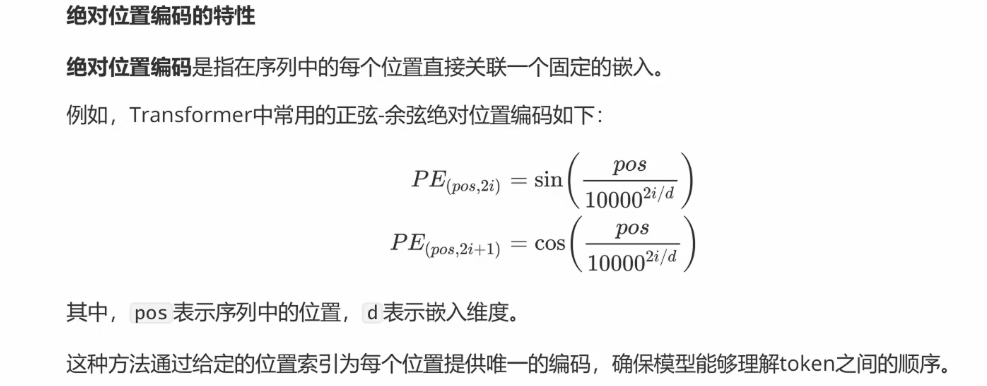 绝对位置编码的特性
绝对位置编码是指在序列中的每个位置直接关联一个固定的嵌入。
例如，Transformer中常用的正弦-余弦绝对位置编码如下：
PE_{(pos,2i)} = sin(pos / 10000^{2i/d})
PE_{(pos,2i+1)} = cos(pos / 10000^{2i/d})
其中，pos表示序列中的位置，d表示嵌入维度。
这种方法通过给定的位置索引为每个位置提供唯一的编码，确保模型能够理解token之间的顺序。